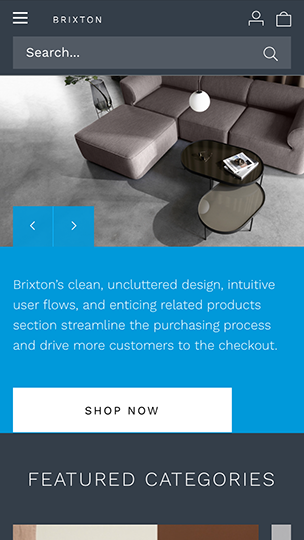 BRIXTON
Search...
Brixton's clean, uncluttered design, intuitive
user flows, and enticing related products
section streamline the purchasing process
and drive more customers to the checkout.
SHOP NOW
FEATURED CATEGORIES